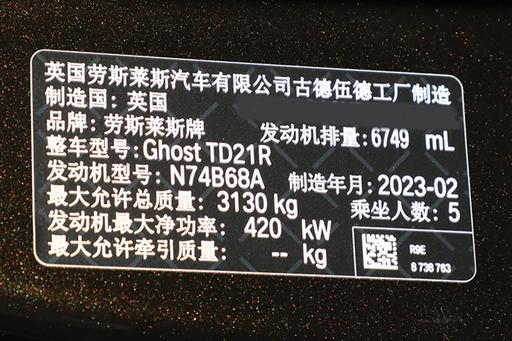 英国劳斯莱斯汽车有限公司古德伍德工厂制造
制造国: 英国
品牌: 劳斯莱斯牌 发动机排量: 6749 mL
整车型号: Ghost TD21R
发动机型号: N74B68A 制造年月: 2023-02
最大允许总质量: 3130 kg 乘坐人数: 5
发动机最大净功率: 420 kW
最大允许牵引质量: -- kg
R9E
8 738 763